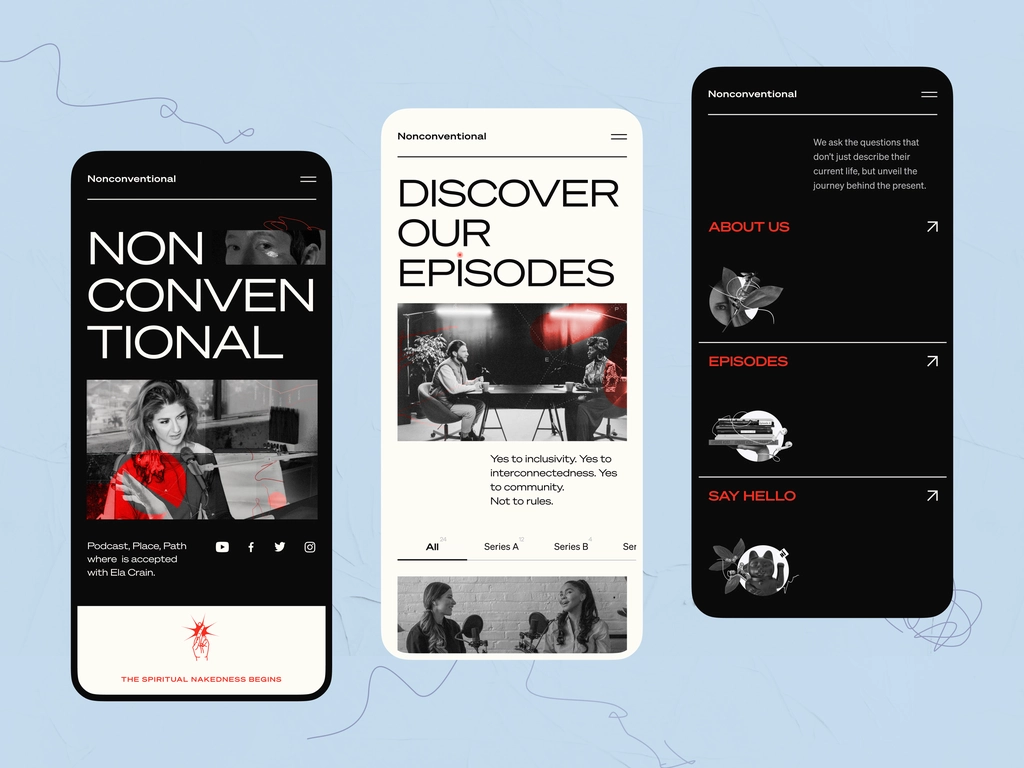 Nonconventional
NON
CONVEN
TIONAL
Podcast, Place, Path
where  is accepted
with Ela Crain.
THE SPIRITUAL NAKEDNESS BEGINS
Nonconventional
DISCOVER
OUR
EPISODES
P
E
Yes to inclusivity. Yes to
interconnectedness. Yes
to community.
Not to rules.
All 24
Series A 12
Series B 4
Ser
Nonconventional
We ask the questions that
don't just describe their
current life, but unveil the
journey behind the present.
ABOUT US
EPISODES
SAY HELLO